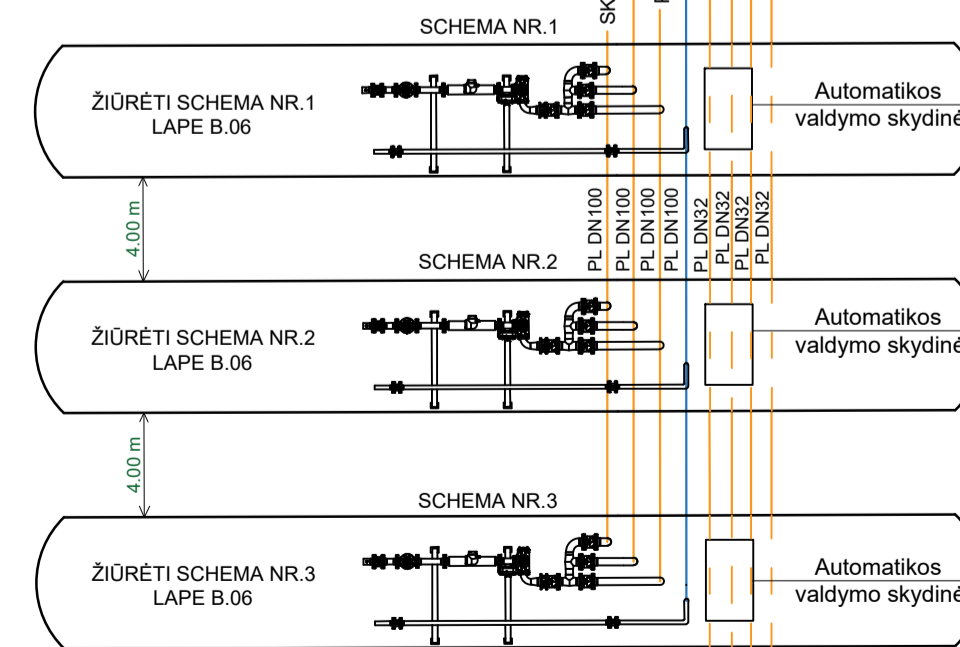 SCHEMA NR.1
SK
ŽIŪRĖTI SCHEMA NR.1
LAPE B.06
Automatikos
valdymo skydinė
4.00 m
PL DN100
PL DN100
PL DN100
PL DN100
PL DN32
PL DN32
PL DN32
PL DN32
SCHEMA NR.2
ŽIŪRĖTI SCHEMA NR.2
LAPE B.06
Automatikos
valdymo skydinė
4.00 m
SCHEMA NR.3
ŽIŪRĖTI SCHEMA NR.3
LAPE B.06
Automatikos
valdymo skydinė